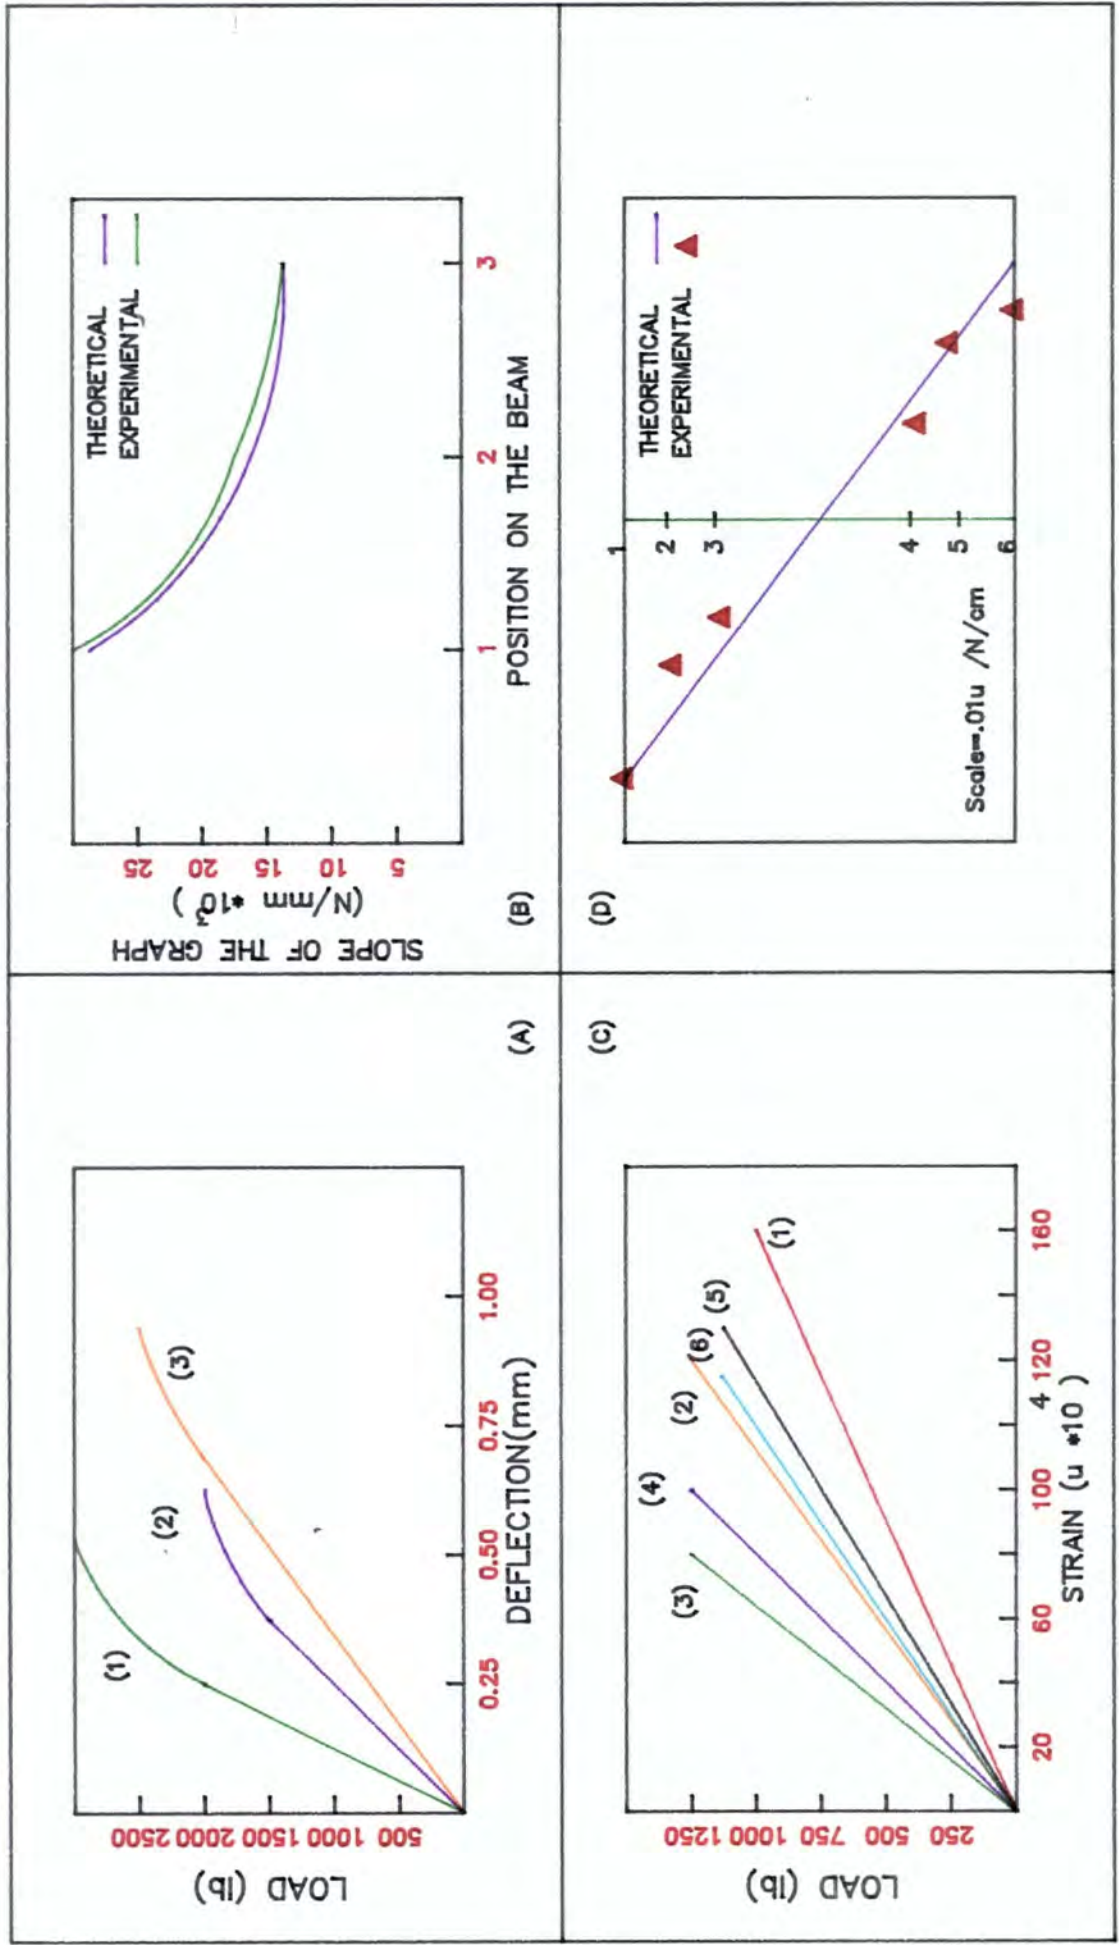 (1)
(2)
(3)
LOAD (lb)
500 1000 1500 2000 2500
0.25 0.50 0.75 1.00
DEFLECTION(mm)
(A)
THEORETICAL
EXPERIMENTAL
SLOPE OF THE GRAPH
(N/mm *10³ )
5 10 15 20 25
1 2 3
POSITION ON THE BEAM
(B)
(C)
(3)
(4)
(2)
(6)
(5)
(1)
LOAD (lb)
250 500 750 1000 1250
20 60 100 120 160
STRAIN (u *10⁴ )
(D)
THEORETICAL
EXPERIMENTAL
1
2
3
4
5
6
Scale=.01u /N/cm